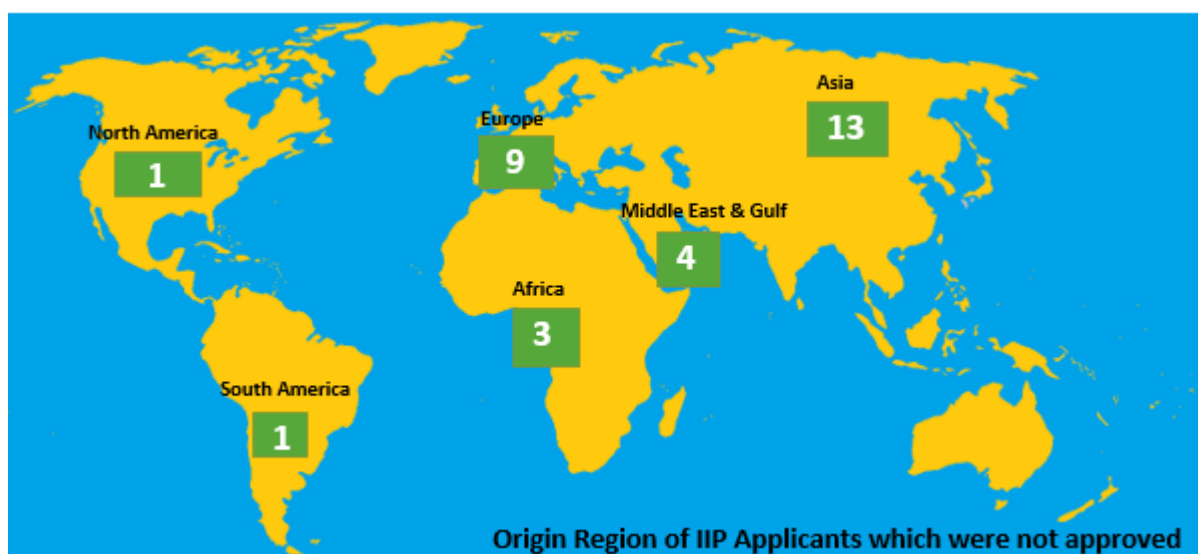 Asia
13
Europe
9
North America
1
Middle East & Gulf
4
Africa
3
South America
1
Origin Region of IIP Applicants which were not approved